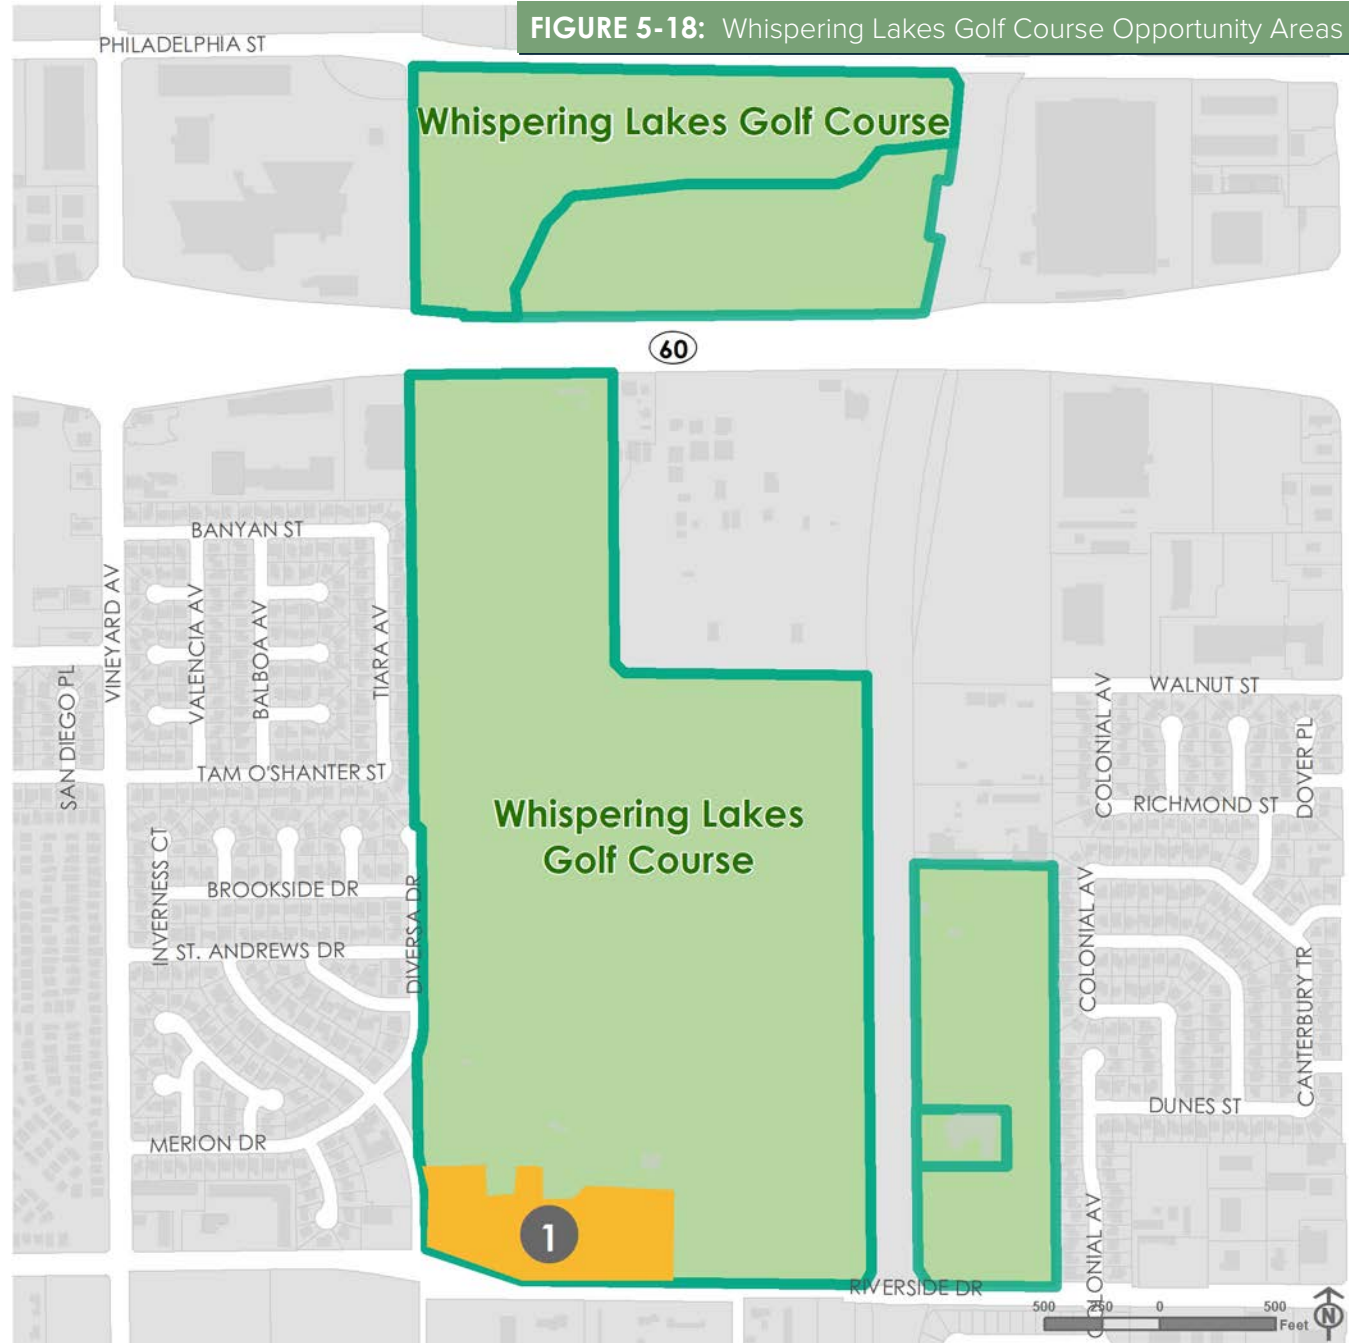 FIGURE 5-18: Whispering Lakes Golf Course Opportunity Areas
PHILADELPHIA ST
Whispering Lakes Golf Course
60
BANYAN ST
VINEYARD AV
VALENCIA AV
BALBOA AV
TIARA AV
SAN DIEGO PL
TAM O'SHANTER ST
COLONIAL AV
WALNUT ST
DOVER PL
RICHMOND ST
Whispering Lakes
Golf Course
INVERNESS CT
BROOKSIDE DR
ST. ANDREWS DR
DIVERSA DR
COLONIAL AV
CANTERBURY TR
DUNES ST
MERION DR
1
COLONIAL AV
RIVERSIDE DR
500 250 0 500
Feet
N